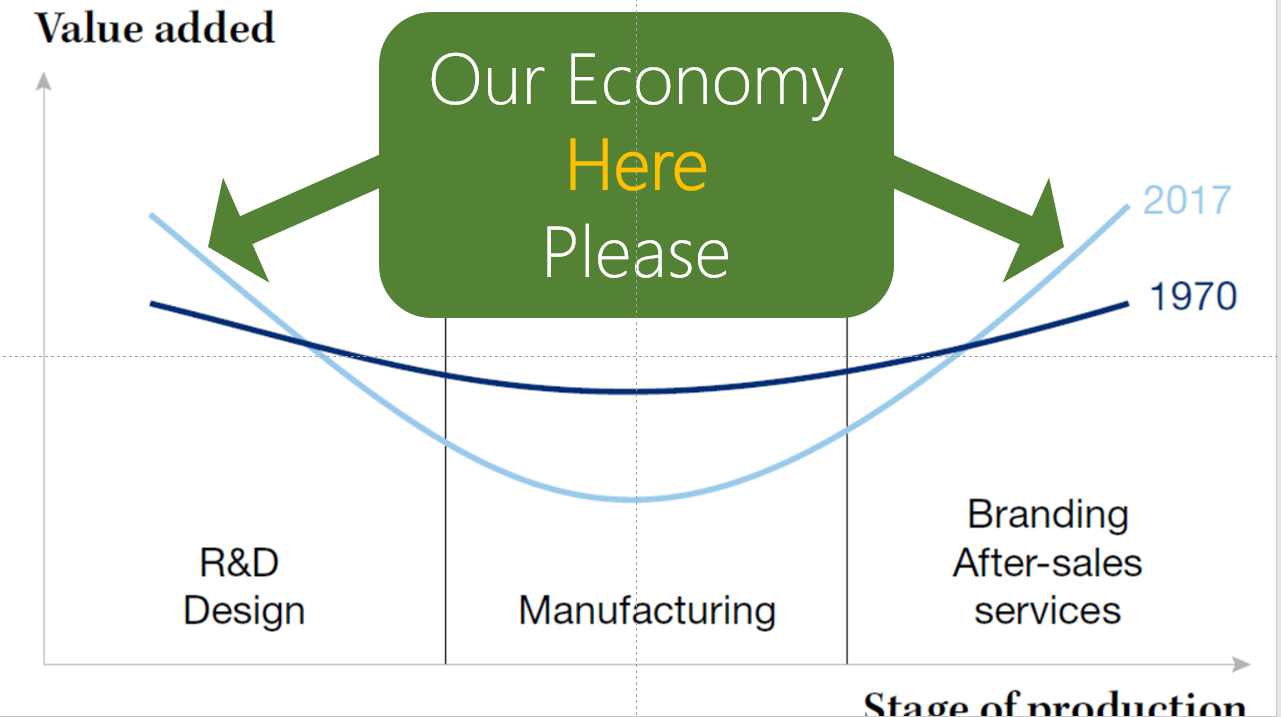 Value added
Our Economy
Here
Please
2017
1970
R&D
Design
Manufacturing
Branding
After-sales
services
Stage of production